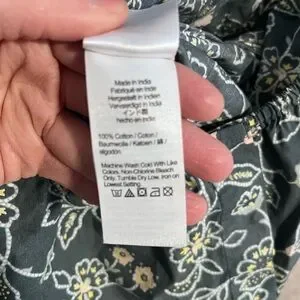 Made in India
Fabriqué en Inde
Hergestellt in Indien
Vervaardigd in India
インド製
hecho en India
100% Cotton / Coton /
Baumwolle / Katoen / 綿 /
algodón.
Machine Wash Cold With Like
Colors. Non-Chlorine Bleach
Only, Tumble Dry Low, Iron on
Lowest Setting.